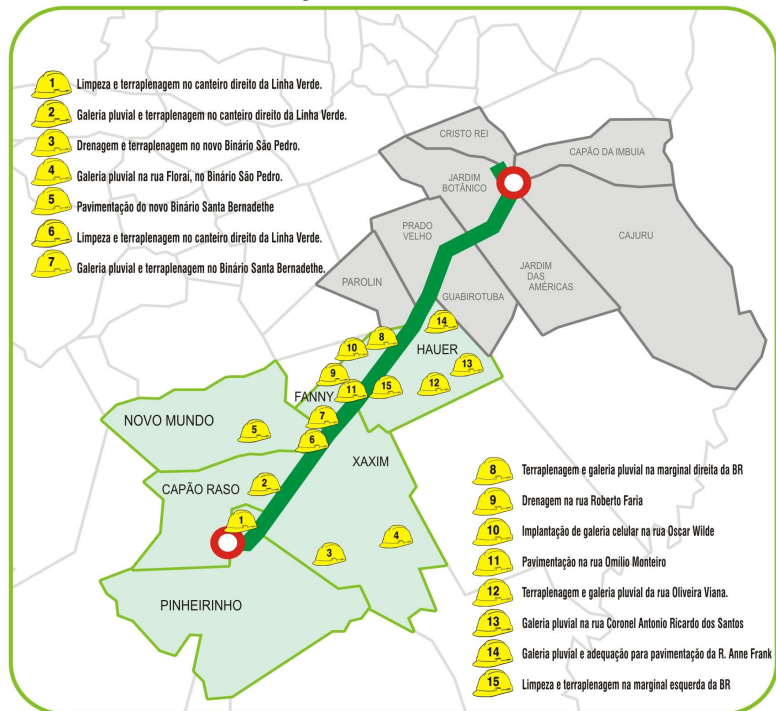 1 Limpeza e terraplenagem no canteiro direito da Linha Verde.
2 Galeria pluvial e terraplenagem no canteiro direito da Linha Verde.
3 Drenagem e terraplenagem no novo Binário São Pedro.
4 Galeria pluvial na rua Floraí, no Binário São Pedro.
5 Pavimentação do novo Binário Santa Bernadethe
6 Limpeza e terraplenagem no canteiro direito da Linha Verde.
7 Galeria pluvial e terraplenagem no Binário Santa Bernadethe.
CRISTO REI
CAPÃO DA IMBUIA
JARDIM
BOTÂNICO
CAJURU
PRADO
VELHO
JARDIM
DAS
AMÉRICAS
PAROLIN
GUABIROTUBA
14
8
HAUER
10
13
9
12
15
11
FANNY
7
NOVO MUNDO
5
6
XAXIM
CAPÃO RASO
2
1
4
3
PINHEIRINHO
8 Terraplenagem e galeria pluvial na marginal direita da BR
9 Drenagem na rua Roberto Faria
10 Implantação de galeria celular na rua Oscar Wilde
11 Pavimentação na rua Omílio Monteiro
12 Terraplenagem e galeria pluvial da rua Oliveira Viana.
13 Galeria pluvial na rua Coronel Antonio Ricardo dos Santos
14 Galeria pluvial e adequação para pavimentação da R. Anne Frank
15 Limpeza e terraplenagem na marginal esquerda da BR